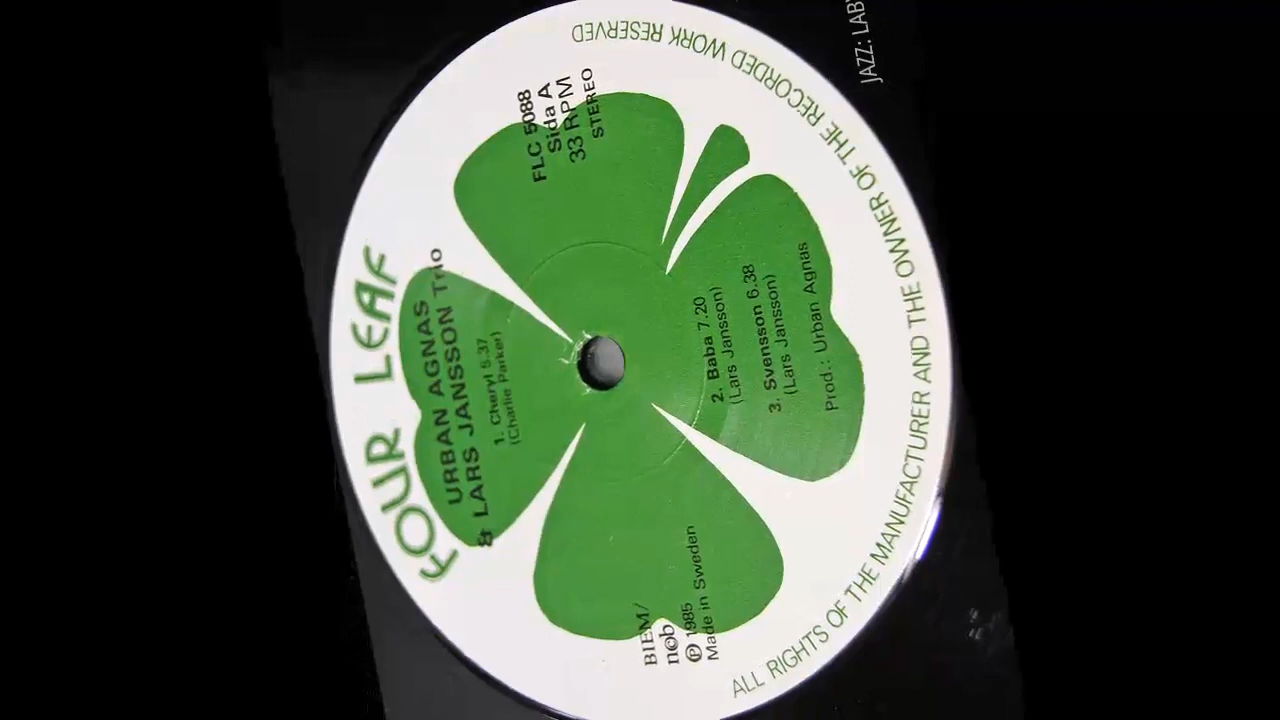 FOUR LEAF
URBAN AGNAS
& LARS JANSSON Trio
1. Cheryl 5.37
(Charlie Parker)
BIEM/
ncb
℗ 1985
Made in Sweden
FLC 5088
Sida A
33 RPM
STEREO
2. Baba 7.20
(Lars Jansson)
3. Svensson 6.38
(Lars Jansson)
Prod.: Urban Agnas
ALL RIGHTS OF THE MANUFACTURER AND THE OWNER OF THE RECORDED WORK RESERVED
JAZZ: